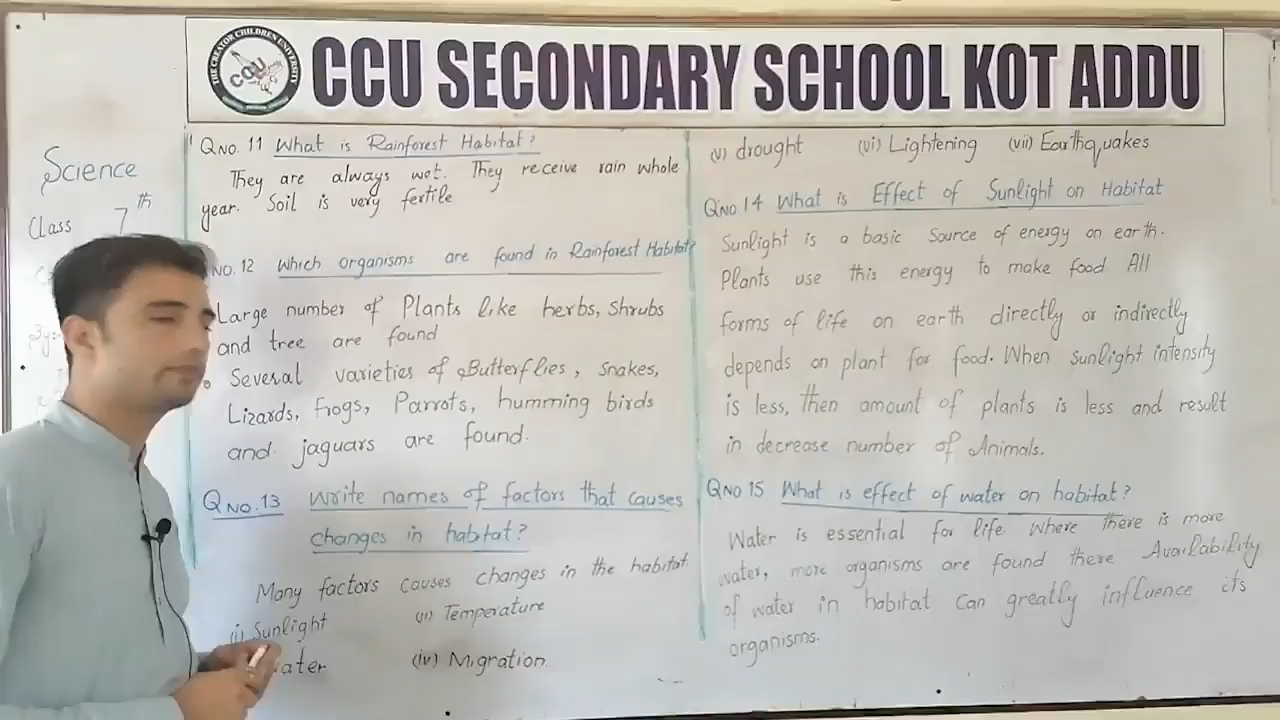 THE CREATOR CHILDREN UNIVERSITY
CCU
CCU SECONDARY SCHOOL KOT ADDU
Science
Class 7th
QNO. 11 What is Rainforest Habitat?
They are always wet. They receive rain whole
year. Soil is very fertile
NO. 12 Which organisms are found in Rainforest Habitat?
Large number of Plants like herbs, Shrubs
and tree are found
Several varieties of Butterflies, Snakes,
Lizards, Frogs, Parrots, humming birds
and jaguars are found.
QNO. 13 Write names of factors that causes
changes in habitat?
Many factors causes changes in the habitat.
(i) Sunlight (ii) Temperature
ater (iv) Migration
(v) drought (vi) Lightening (vii) Earthquakes
QNO 14 What is Effect of Sunlight on Habitat
Sunlight is a basic Source of energy on earth.
Plants use this energy to make food All
forms of life on earth directly or indirectly
depends on plant for food. When sunlight intensity
is less, then amount of plants is less and result
in decrease number of Animals.
QNO 15 What is effect of water on habitat?
Water is essential for life Where there is more
water, more organisms are found there Availability
of water in habitat can greatly influence its
organisms.